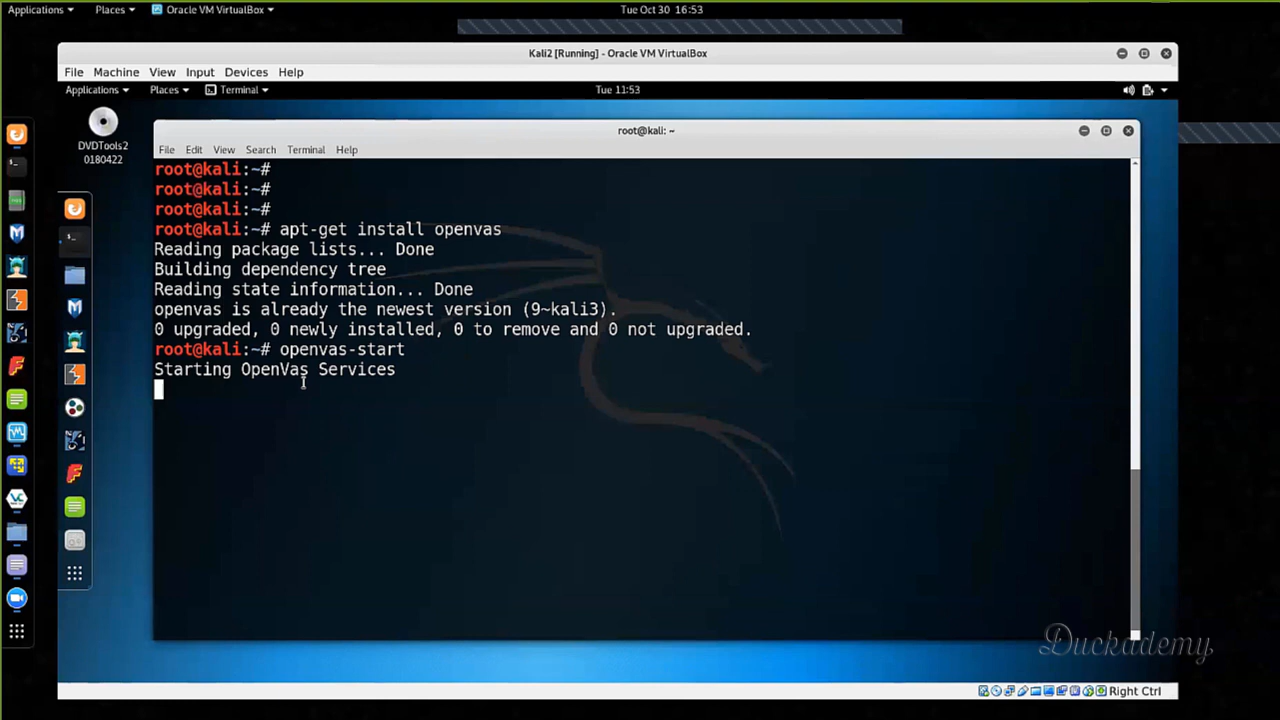 Applications Places Oracle VM VirtualBox Tue Oct 30 16:53
Kali2 [Running] - Oracle VM VirtualBox
File Machine View Input Devices Help
Applications Places Terminal Tue 11:53
DVDTools2
0180422
root@kali: ~
File Edit View Search Terminal Help
root@kali:~#
root@kali:~#
root@kali:~#
root@kali:~# apt-get install openvas
Reading package lists... Done
Building dependency tree
Reading state information... Done
openvas is already the newest version (9~kali3).
0 upgraded, 0 newly installed, 0 to remove and 0 not upgraded.
root@kali:~# openvas-start
Starting OpenVas Services
Duckademy
Right Ctrl